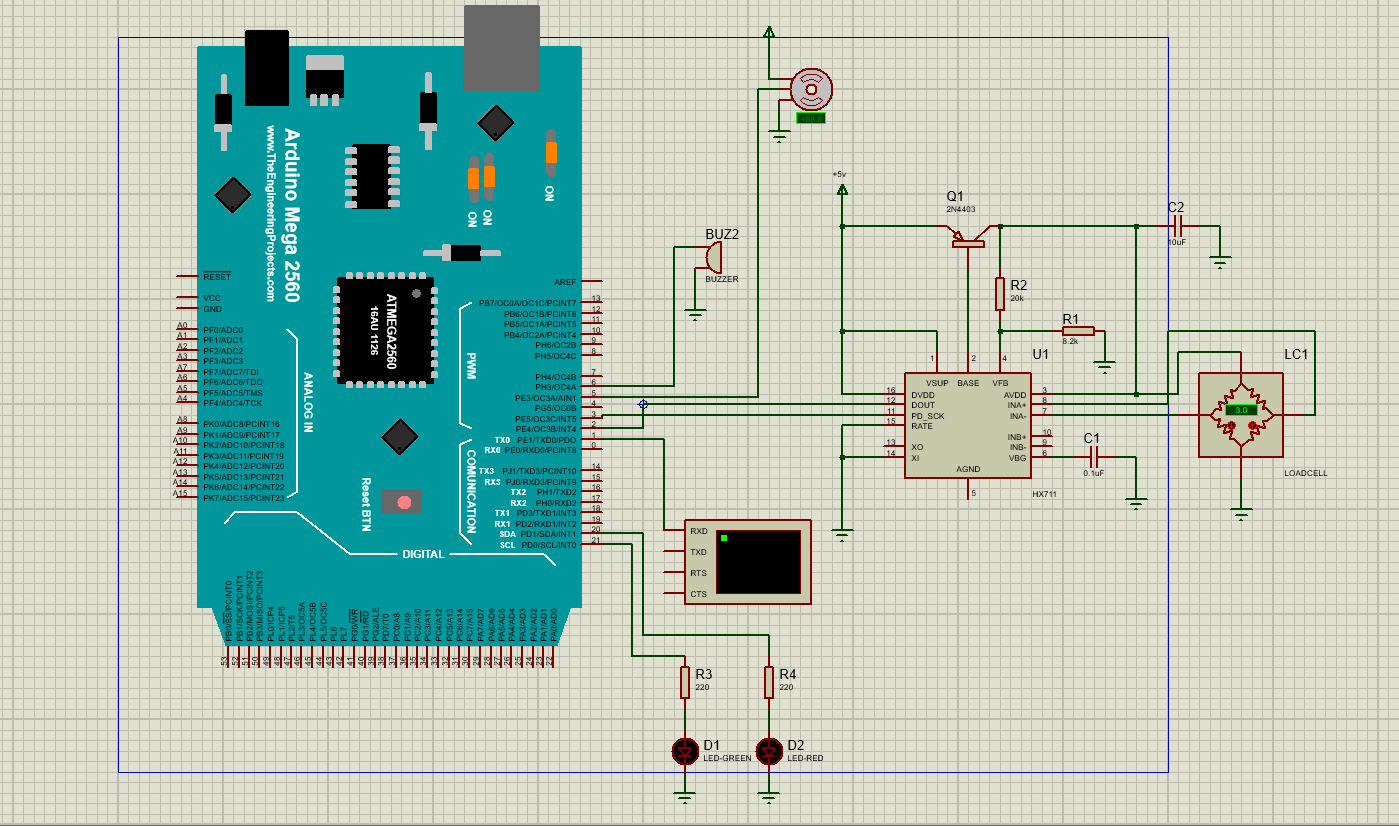 Arduino Mega 2560
www.TheEngineeringProjects.com
ON
ON
ON
ATMEGA2560
16AU 1126
RESET
VCC
GND
A0 PF0/ADC0
A1 PF1/ADC1
A2 PF2/ADC2
A3 PF3/ADC3
A7 PF7/ADC7/TDI
A6 PF6/ADC6/TDO
A5 PF5/ADC5/TMS
A4 PF4/ADC4/TCK
A8 PK0/ADC8/PCINT16
PK1/ADC9/PCINT17
A10 PK2/ADC10/PCINT18
A11 PK3/ADC11/PCINT19
A12 PK4/ADC12/PCINT20
A13 PK5/ADC13/PCINT21
A14 PK6/ADC14/PCINT22
A15 PK7/ADC15/PCINT23
ANALOG IN
AREF
PB7/OC0A/OC1C/PCINT7 13
PB6/OC1B/PCINT6 12
PB5/OC1A/PCINT5 11
PB4/OC2A/PCINT4 10
PH6/OC2B 9
PH5/OC4C 8
PH4/OC4B 7
PH3/OC4A 6
PE3/OC3A/AIN1 5
PG5/OC0B 4
PE5/OC3C/INT5 3
PE4/OC3B/INT4 2
PWM
TX0 PE1/TXD0/PDO 1
RX0 PE0/RXD0/PCINT8 0
TX3 PJ1/TXD3/PCINT10 14
RX3 PJ0/RXD3/PCINT9 15
TX2 PH1/TXD2 16
RX2 PH0/RXD2 17
TX1 PD3/TXD1/INT3 18
RX1 PD2/RXD1/INT2 19
SDA PD1/SDA/INT1 20
SCL PD0/SCL/INT0 21
COMUNICATION
Reset BTN
DIGITAL
PB0/SS/PCINT0 53
PB1/SCK/PCINT1 52
PB2/MOSI/PCINT2 51
PB3/MISO/PCINT3 50
PL0/ICP4 49
PL1/ICP5 48
PL2/T5 47
PL3/OC5A 46
PL4/OC5B 45
PL5/OC5C 44
PL6 43
PL7 42
PG0/WR 41
PG1/RD 40
PG2/ALE 39
PD7/T0 38
PC0/A8 37
PC1/A9 36
PC2/A10 35
PC3/A11 34
PC4/A12 33
PC5/A13 32
PC6/A14 31
PC7/A15 30
PA7/AD7 29
PA6/AD6 28
PA5/AD5 27
PA4/AD4 26
PA3/AD3 25
PA2/AD2 24
PA1/AD1 23
PA0/AD0 22
BUZ2
BUZZER
+5v
Q1
2N4403
C2
10uF
R2
20k
R1
8.2k
U1
1 2 4
VSUP BASE VFB
16 DVDD AVDD 3
12 DOUT INA+ 8
11 PD_SCK INA- 7
15 RATE
INB+ 10
13 XO INB- 9
14 XI VBG 6
AGND
5
HX711
C1
0.1uF
LC1
3.0
LOADCELL
RXD
TXD
RTS
CTS
R3
220
R4
220
D1
LED-GREEN
D2
LED-RED